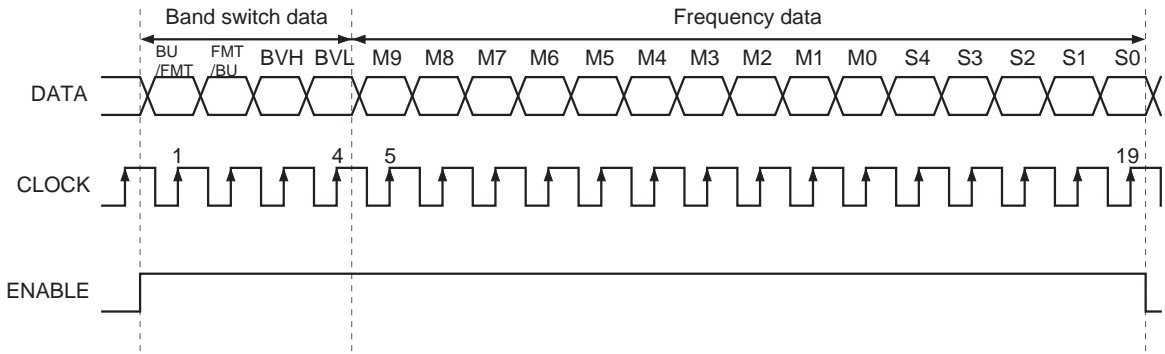 Band switch data Frequency data
BU /FMT FMT /BU BVH BVL M9 M8 M7 M6 M5 M4 M3 M2 M1 M0 S4 S3 S2 S1 S0
DATA
1 4 5 19
CLOCK
ENABLE